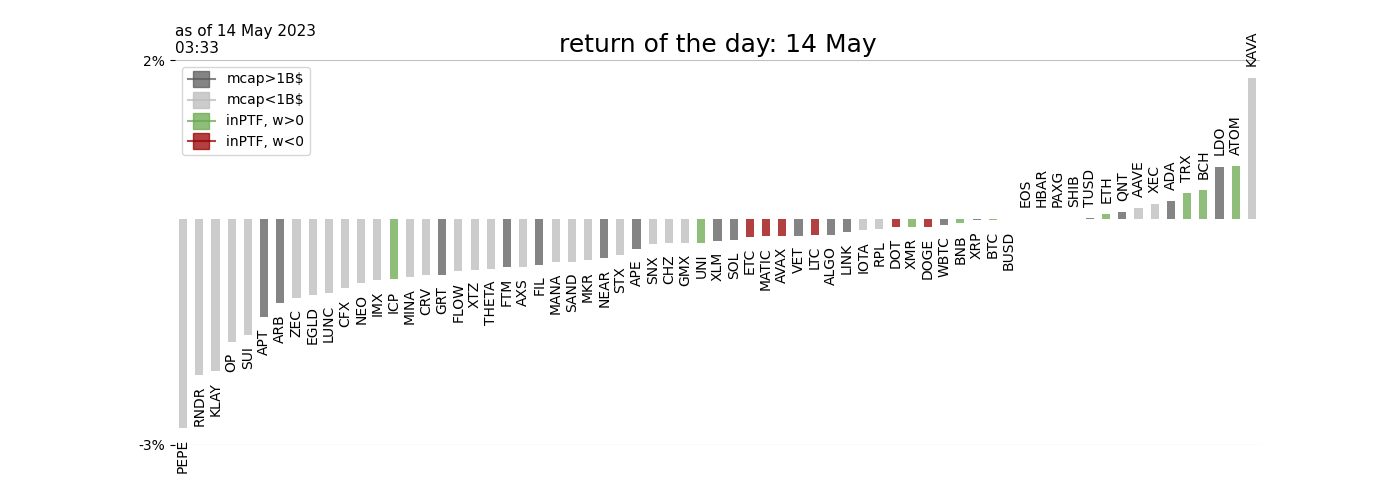 as of 14 May 2023
03:33
return of the day: 14 May
2%
mcap>1B$
mcap<1B$
inPTF, w>0
inPTF, w<0
-3%
PEPE
RNDR
KLAY
OP
SUI
APT
ARB
ZEC
EGLD
LUNC
CFX
NEO
IMX
ICP
MINA
CRV
GRT
FLOW
XTZ
THETA
FTM
AXS
FIL
MANA
SAND
MKR
NEAR
STX
APE
SNX
CHZ
GMX
UNI
XLM
SOL
ETC
MATIC
AVAX
VET
LTC
ALGO
LINK
IOTA
RPL
DOT
XMR
DOGE
WBTC
BNB
XRP
BTC
BUSD
EOS
HBAR
PAXG
SHIB
TUSD
ETH
QNT
AAVE
XEC
ADA
TRX
BCH
LDO
ATOM
KAVA